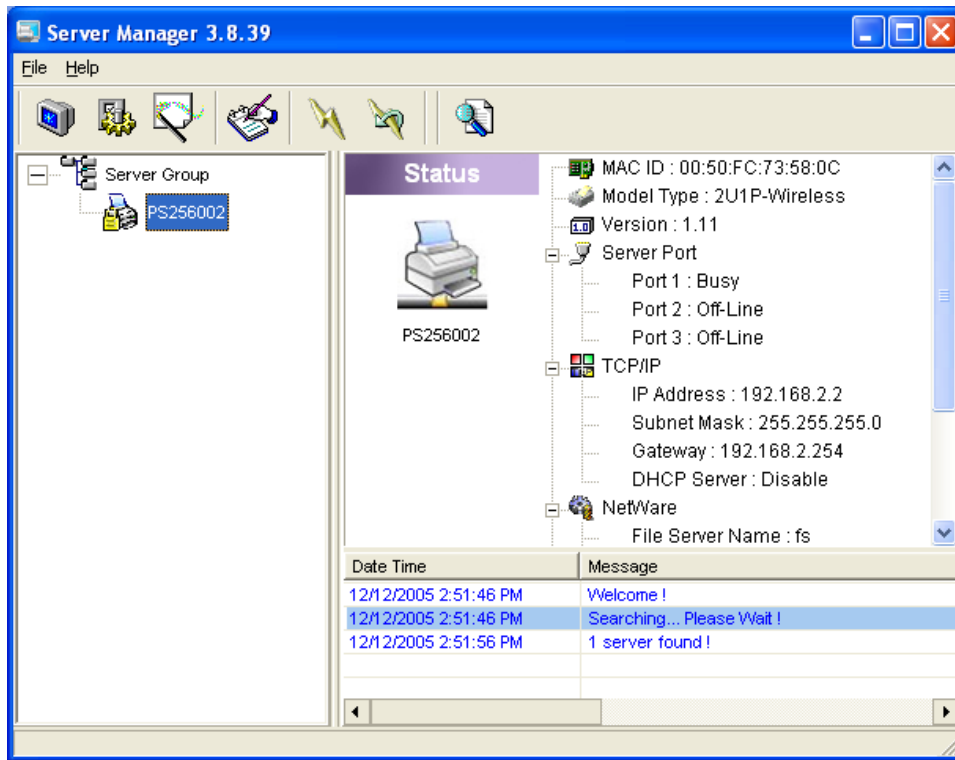 Server Manager 3.8.39
File Help
Server Group
PS256002
Status
PS256002
MAC ID : 00:50:FC:73:58:0C
Model Type : 2U1P-Wireless
1.0 Version : 1.11
Server Port
Port 1 : Busy
Port 2 : Off-Line
Port 3 : Off-Line
TCP/IP
IP Address : 192.168.2.2
Subnet Mask : 255.255.255.0
Gateway : 192.168.2.254
DHCP Server : Disable
NetWare
File Server Name : fs
Date Time Message
12/12/2005 2:51:46 PM Welcome !
12/12/2005 2:51:46 PM Searching... Please Wait !
12/12/2005 2:51:56 PM 1 server found !